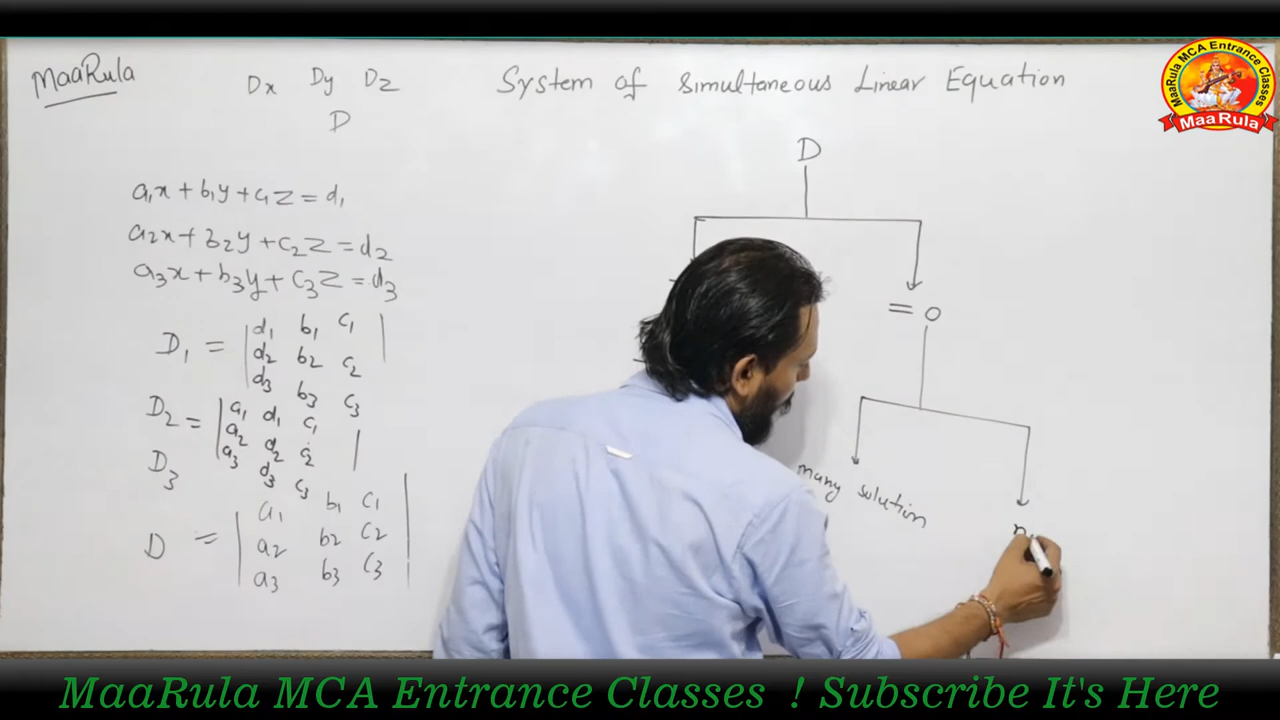 MaaRula
Dx Dy Dz
D
System of Simultaneous Linear Equation
MaaRula MCA Entrance Classes
MaaRula
a1x + b1y + c1z = d1
a2x + b2y + c2z = d2
a3x + b3y + c3z = d3
D1 = | d1 b1 c1 |
d2 b2 c2
d3 b3 c3
D2 = | a1 d1 c1 |
a2 d2 c2
a3 d3 c3
D3
D = | a1 b1 c1 |
a2 b2 c2
a3 b3 c3
D
= 0
many solution
MaaRula MCA Entrance Classes ! Subscribe It's Here